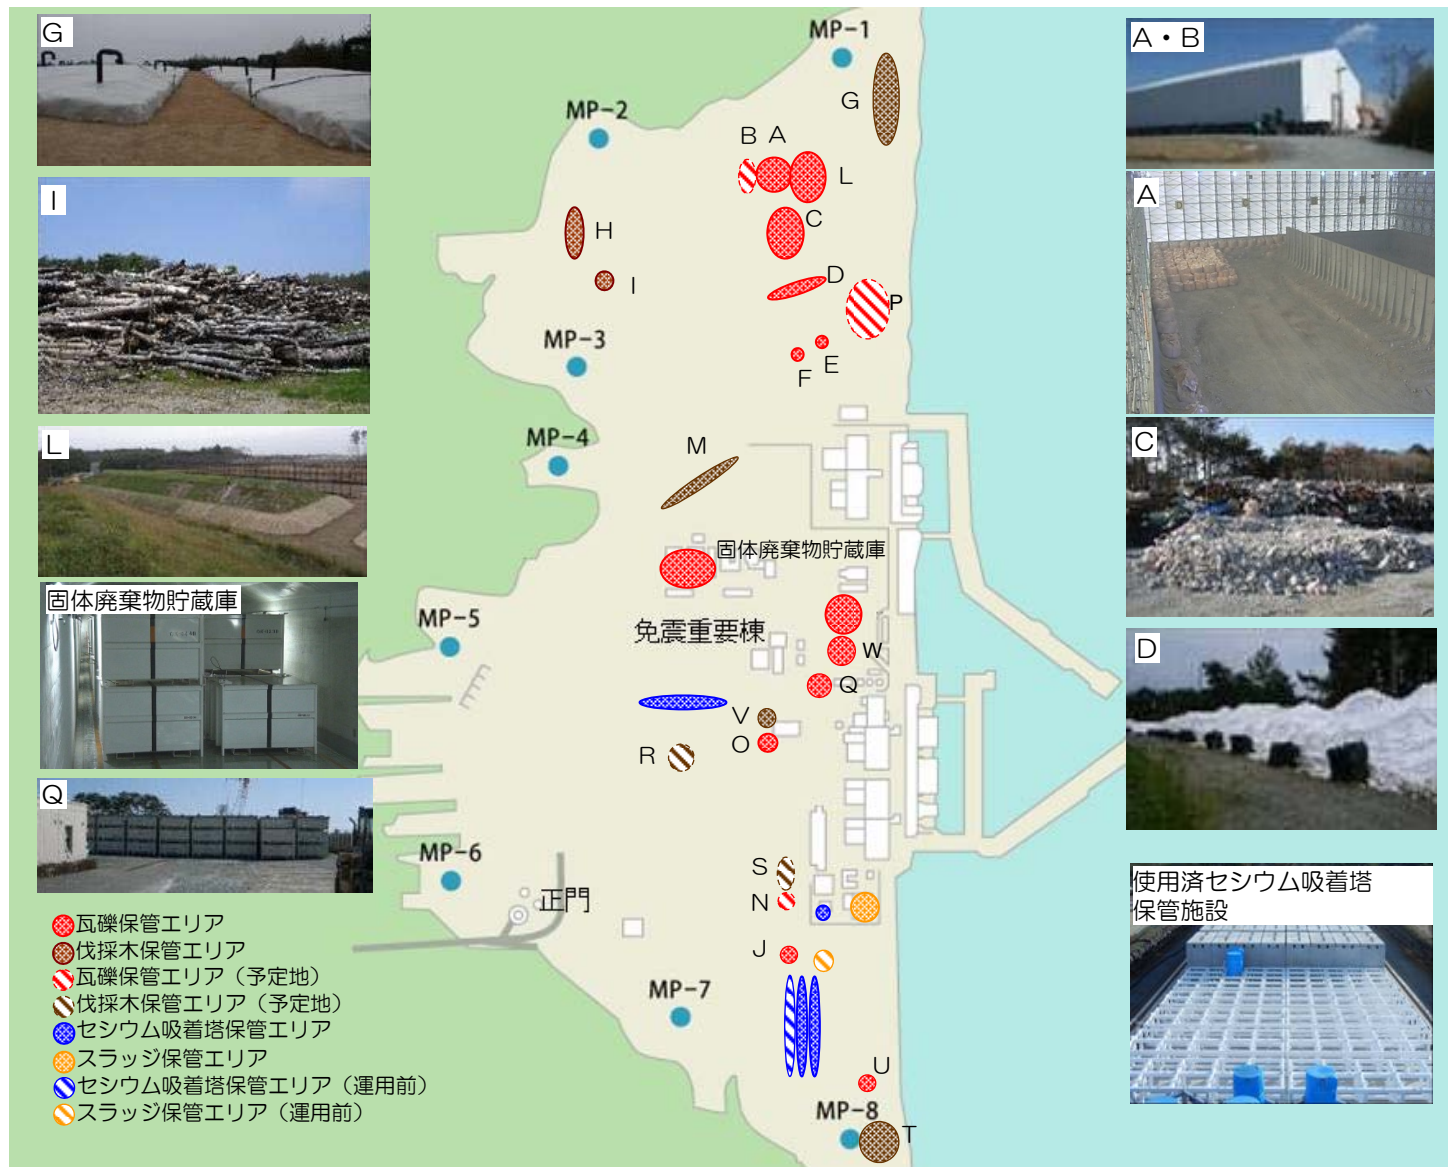 G
I
L
固体廃棄物貯蔵庫
Q
瓦礫保管エリア
伐採木保管エリア
瓦礫保管エリア（予定地）
伐採木保管エリア（予定地）
セシウム吸着塔保管エリア
スラッジ保管エリア
セシウム吸着塔保管エリア（運用前）
スラッジ保管エリア（運用前）
MP-1
G
MP-2
B
A
L
C
H
I
D
P
MP-3
E
F
MP-4
M
固体廃棄物貯蔵庫
MP-5
免震重要棟
W
Q
V
O
R
MP-6
S
正門
N
J
MP-7
U
MP-8
T
A・B
A
C
D
使用済セシウム吸着塔
保管施設